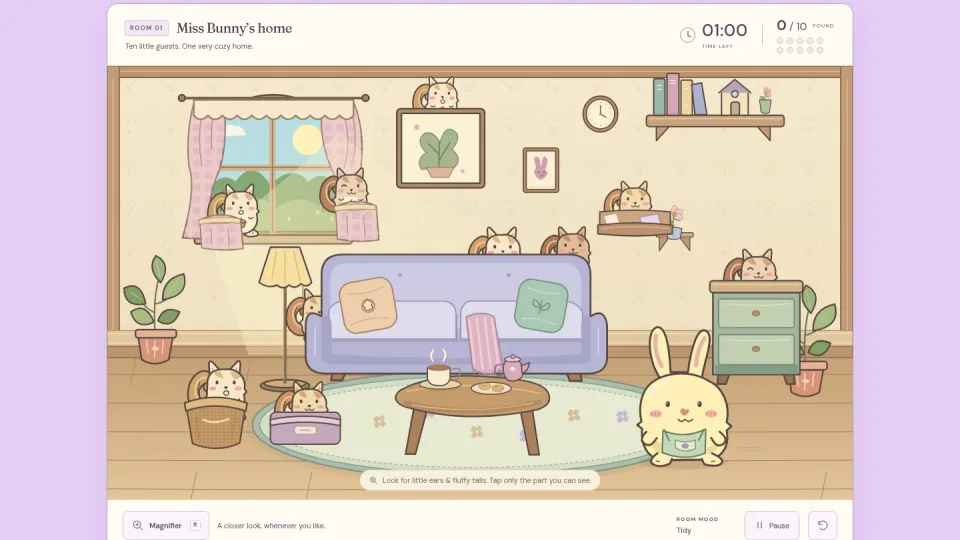 ROOM 01
Miss Bunny's home
Ten little guests. One very cozy home.
01:00
TIME LEFT
0 / 10 FOUND
Look for little ears & fluffy tails. Tap only the part you can see.
Magnifier
A closer look, whenever you like.
ROOM MOOD
Tidy
Pause